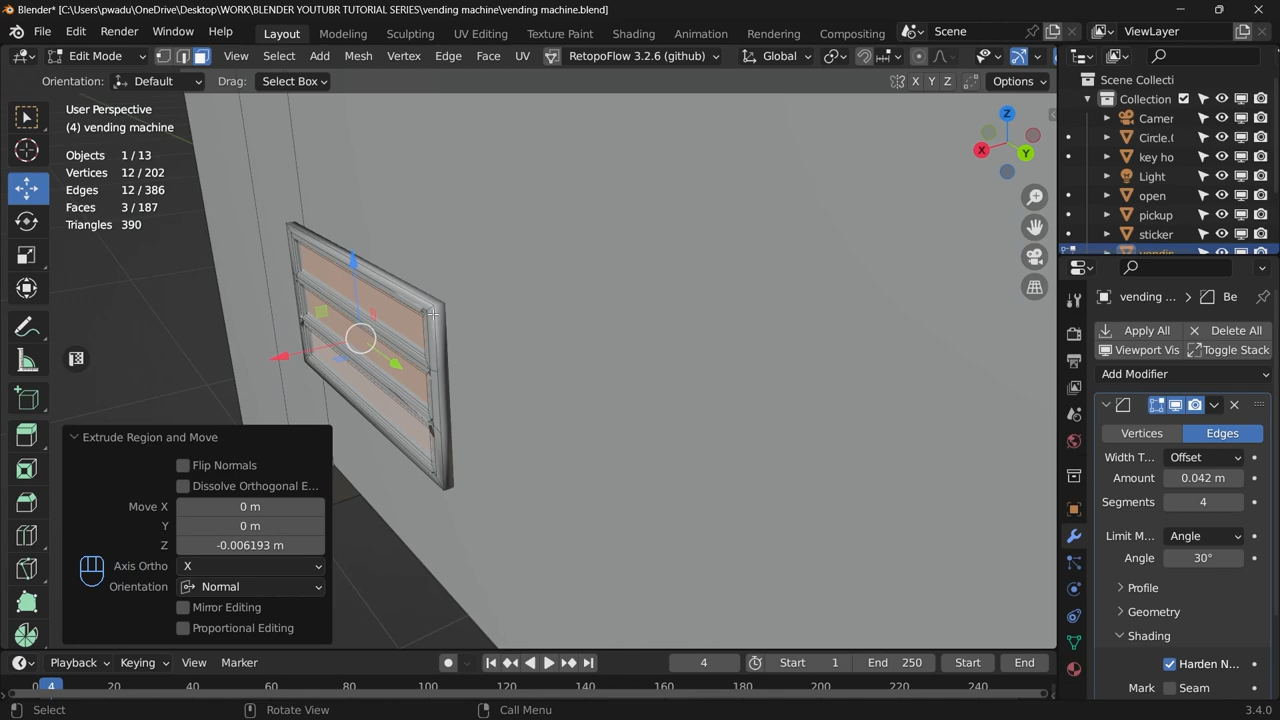 Blender* [C:\Users\pwadu\OneDrive\Desktop\WORK\BLENDER YOUTUBR TUTORIAL SERIES\vending machine\vending machine.blend]
File Edit Render Window Help Layout Modeling Sculpting UV Editing Texture Paint Shading Animation Rendering Compositing Scene ViewLayer
Edit Mode View Select Add Mesh Vertex Edge Face UV RetopoFlow 3.2.6 (github) Global
Orientation: Default Drag: Select Box X Y Z Options
User Perspective
(4) vending machine
Objects 1 / 13
Vertices 12 / 202
Edges 12 / 386
Faces 3 / 187
Triangles 390
Z
X
Y
Scene Collecti
Collection
Camer
Circle.(
key ho
Light
open
pickup
sticker
vending ... Be
Apply All Delete All
Viewport Vis Toggle Stack
Add Modifier
Vertices Edges
Width T... Offset
Amount 0.042 m
Segments 4
Limit M... Angle
Angle 30°
Profile
Geometry
Shading
Harden N...
Mark Seam
Extrude Region and Move
Flip Normals
Dissolve Orthogonal E...
Move X 0 m
Y 0 m
Z -0.006193 m
Axis Ortho X
Orientation Normal
Mirror Editing
Proportional Editing
Playback Keying View Marker 4 Start 1 End 250 Start End
0 4 20 40 60 80 100 120 140 160 180 200 220 240
Select Rotate View Call Menu 3.4.0